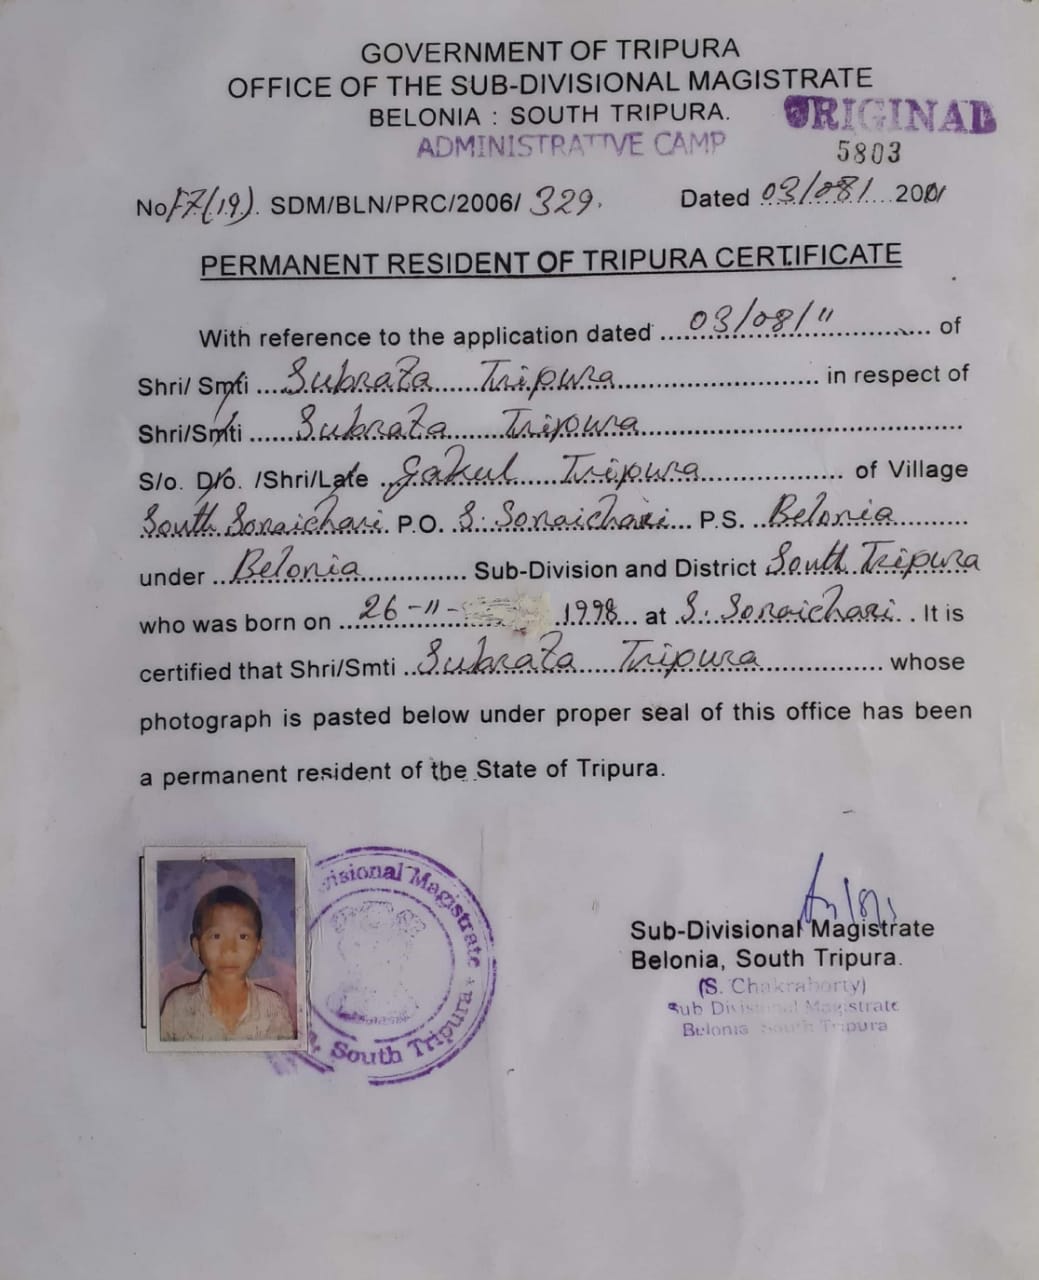 GOVERNMENT OF TRIPURA
OFFICE OF THE SUB-DIVISIONAL MAGISTRATE
BELONIA : SOUTH TRIPURA.
ORIGINAL
ADMINISTRATIVE CAMP
5803
No F7(19). SDM/BLN/PRC/2006/ 329. Dated 03/08/ 2011
PERMANENT RESIDENT OF TRIPURA CERTIFICATE
With reference to the application dated 03/08/11 of
Shri/ Smti Subrata Tripura in respect of
Shri/Smti Subrata Tripura
S/o. D/o. /Shri/Late Gakul Tripura of Village
South Sonaichari P.O. S. Sonaichari P.S. Belonia
under Belonia Sub-Division and District South Tripura
who was born on 26-11- 1998 at S. Sonaichari. It is
certified that Shri/Smti Subrata Tripura whose
photograph is pasted below under proper seal of this office has been
a permanent resident of the State of Tripura.
visional Magistrate
South Tripura
Sub-Divisional Magistrate
Belonia, South Tripura.
(S. Chakraborty)
Sub Divisional Magistrate
Belonia South Tripura